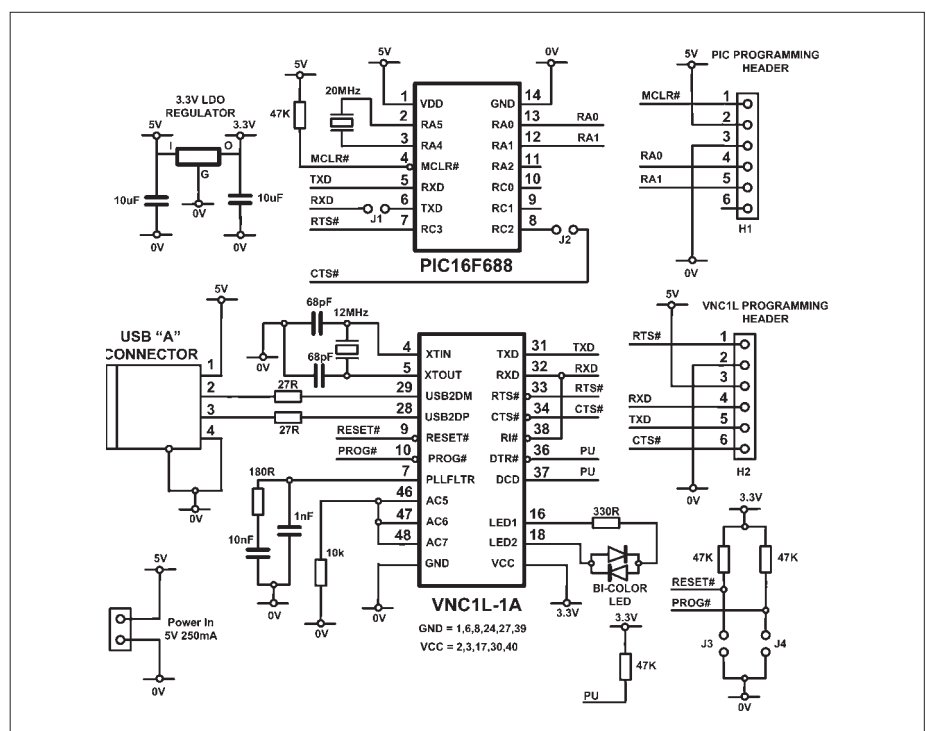 3.3V LDO
REGULATOR
5V
3.3V
I
O
G
10uF
10uF
0V
0V
0V
5V
47K
MCLR#
20MHz
5V
0V
1 VDD
2 RA5
3 RA4
4 MCLR#
5 RXD
6 TXD
7 RC3
GND 14
RA0 13
RA1 12
RA2 11
RC0 10
RC1 9
RC2 8
TXD
RXD
J1
RTS#
CTS#
J2
RA0
RA1
PIC16F688
PIC PROGRAMMING
HEADER
5V
MCLR#
RA0
RA1
1
2
3
4
5
6
H1
0V
USB "A"
CONNECTOR
5V
1
2
3
4
0V
68pF
12MHz
68pF
0V
27R
27R
RESET#
PROG#
180R
1nF
10nF
0V
10k
0V
0V
4 XTIN
5 XTOUT
29 USB2DM
28 USB2DP
9 RESET#
10 PROG#
7 PLLFLTR
46 AC5
47 AC6
48 AC7
GND
TXD 31 TXD
RXD 32 RXD
RTS# 33 RTS#
CTS# 34 CTS#
RI# 38
DTR# 36 PU
DCD 37 PU
LED1 16
LED2 18
VCC
330R
BI-COLOR
LED
3.3V
VNC1L-1A
GND = 1,6,8,24,27,39
VCC = 2,3,17,30,40
VNC1L PROGRAMMING
HEADER
5V
RTS#
RXD
TXD
CTS#
1
2
3
4
5
6
H2
0V
3.3V
47K
47K
RESET#
PROG#
J3
J4
0V
3.3V
47K
PU
5V
Power In
5V 250mA
0V